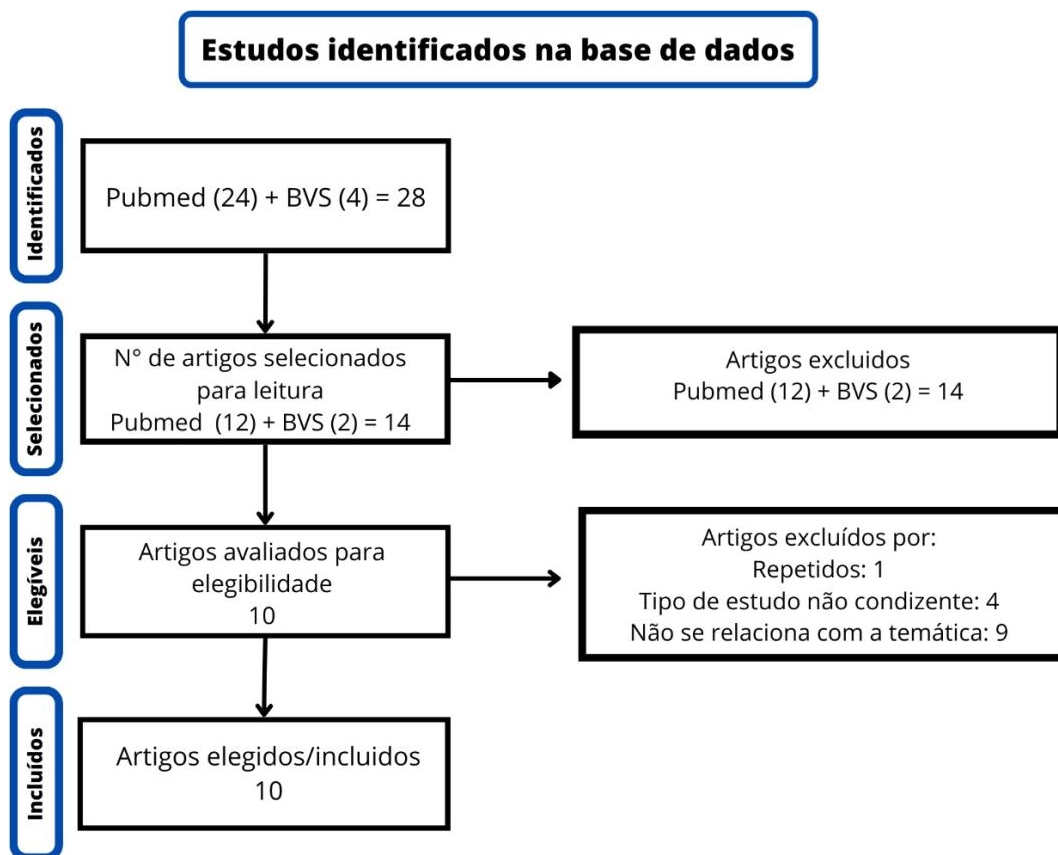 Estudos identificados na base de dados
Identificados
Pubmed (24) + BVS (4) = 28
Selecionados
N° de artigos selecionados
para leitura
Pubmed (12) + BVS (2) = 14
Artigos excluidos
Pubmed (12) + BVS (2) = 14
Elegíveis
Artigos avaliados para
elegibilidade
10
Artigos excluídos por:
Repetidos: 1
Tipo de estudo não condizente: 4
Não se relaciona com a temática: 9
Incluídos
Artigos elegidos/incluidos
10